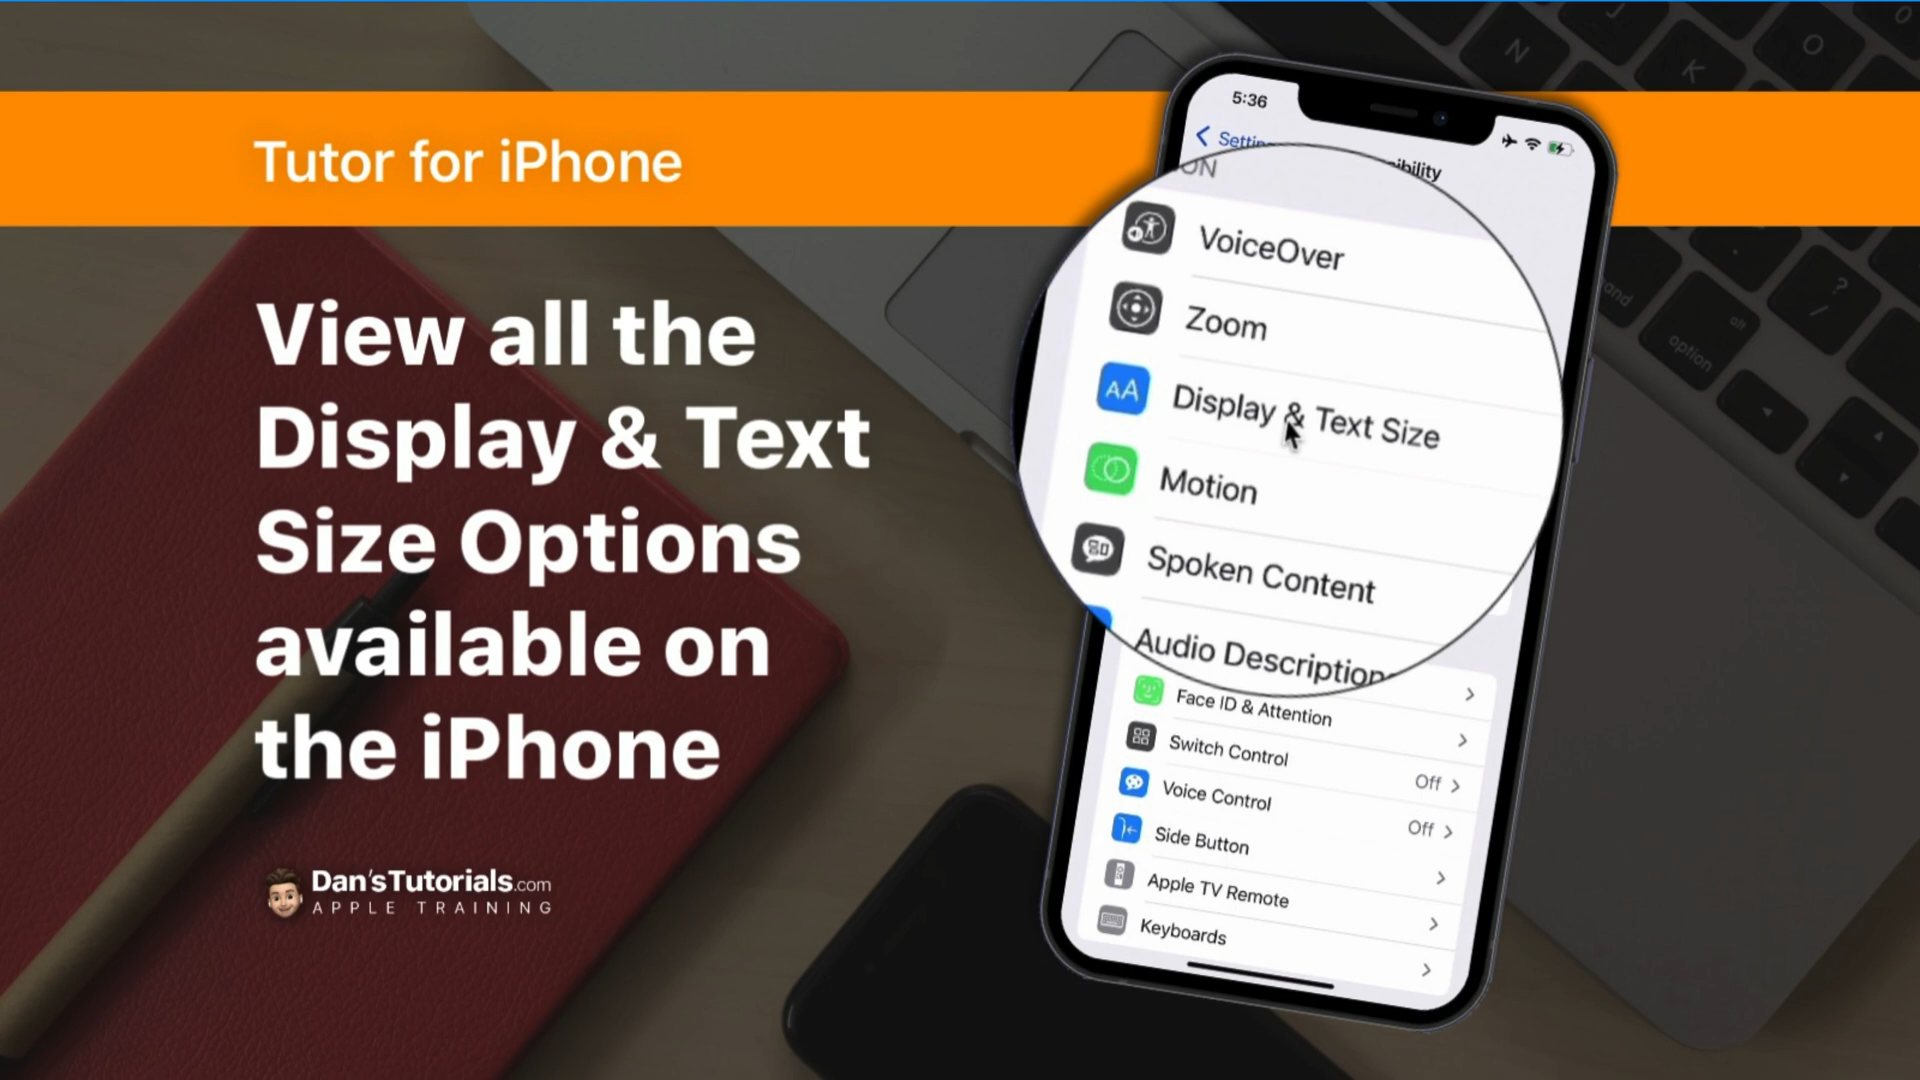 Tutor for iPhone
View all the
Display & Text
Size Options
available on
the iPhone
Dan'sTutorials.com
APPLE TRAINING
5:36
VoiceOver
Zoom
AA
Display & Text Size
Motion
Spoken Content
Audio Description
Face ID & Attention
Switch Control
Off
Voice Control
Off
Side Button
Apple TV Remote
Keyboards
N
K
O
J
?
/
alt
option